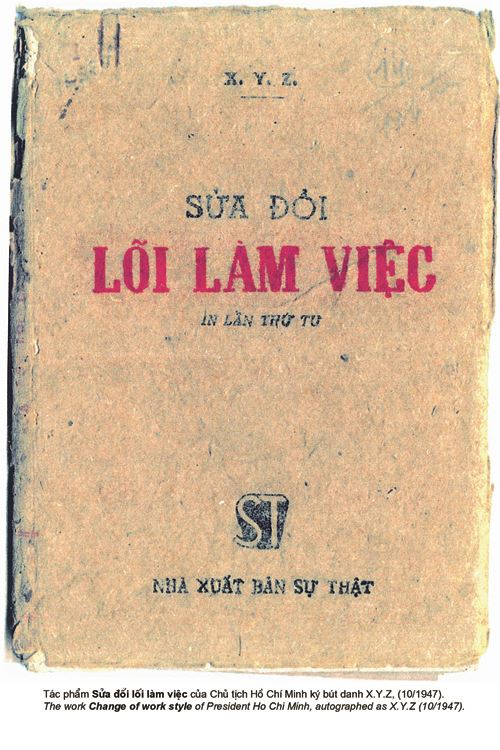 X. Y. Z.
SỬA ĐỔI
LỐI LÀM VIỆC
IN LẦN THỨ TƯ
ST
NHÀ XUẤT BẢN SỰ THẬT
Tác phẩm Sửa đổi lối làm việc của Chủ tịch Hồ Chí Minh ký bút danh X.Y.Z, (10/1947).
The work Change of work style of President Ho Chi Minh, autographed as X.Y.Z (10/1947).